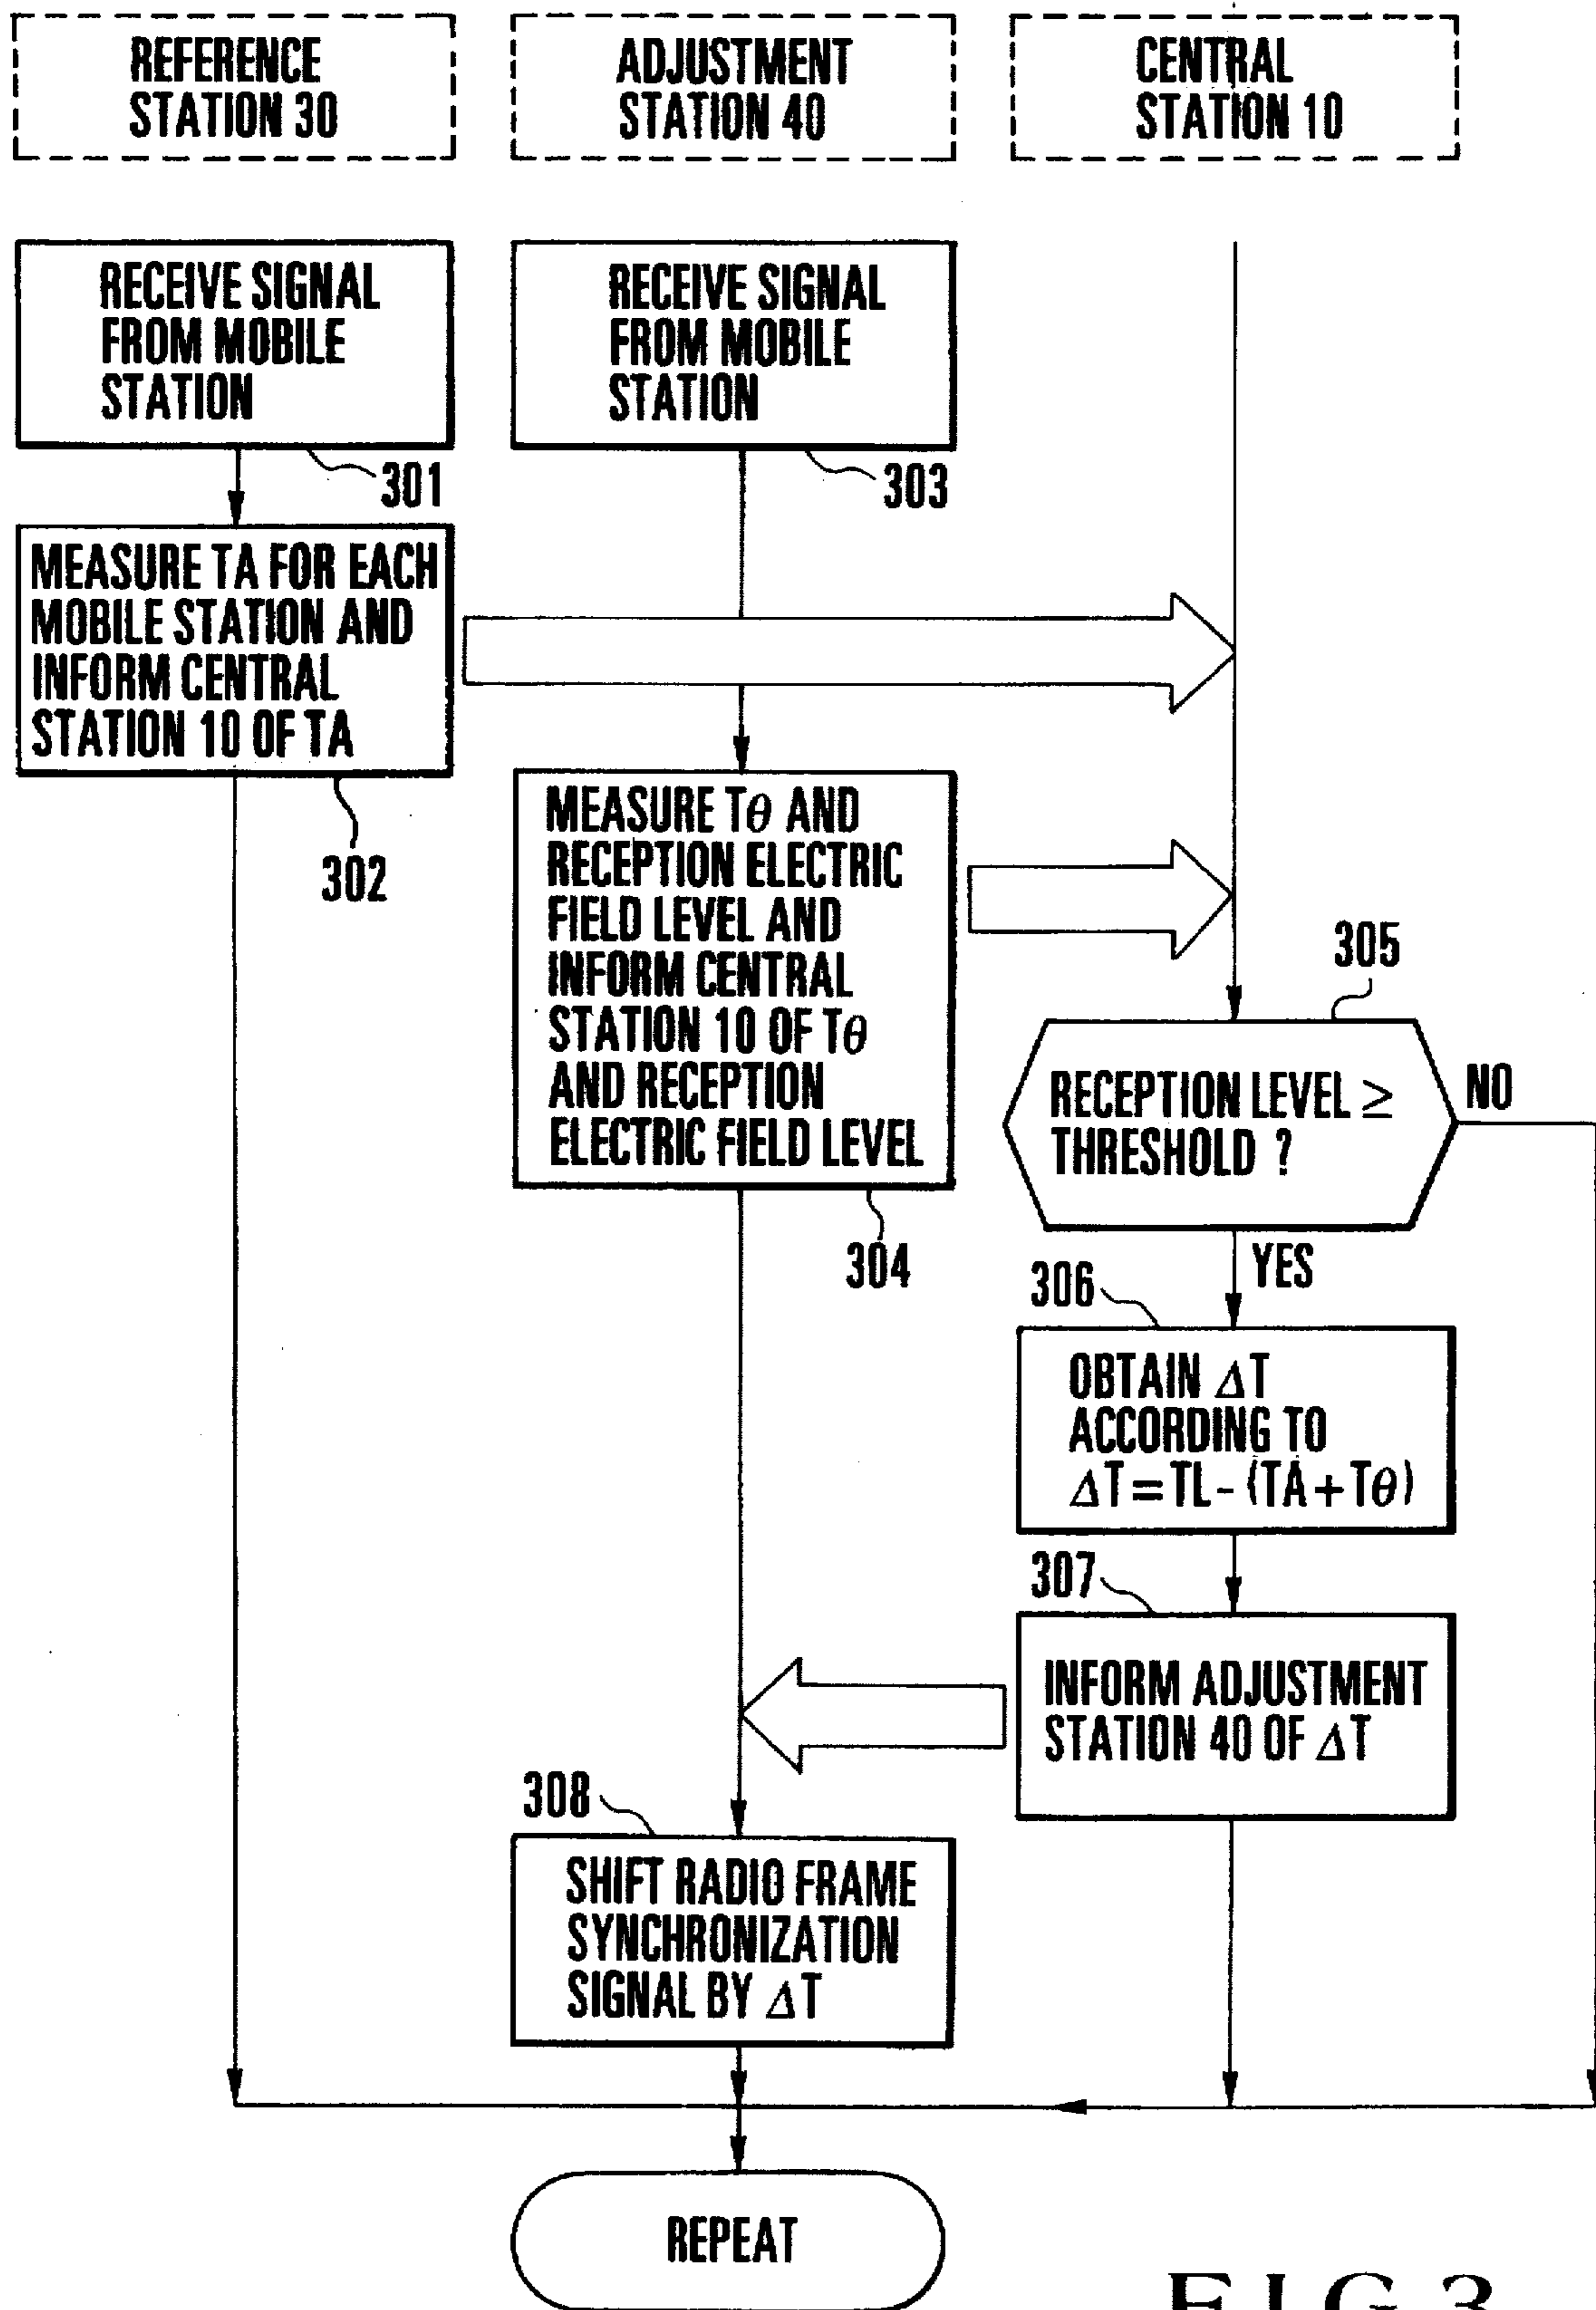 REFERENCE
STATION 30
ADJUSTMENT
STATION 40
CENTRAL
STATION 10
RECEIVE SIGNAL
FROM MOBILE
STATION
301
RECEIVE SIGNAL
FROM MOBILE
STATION
303
MEASURE TA FOR EACH
MOBILE STATION AND
INFORM CENTRAL
STATION 10 OF TA
302
MEASURE Tθ AND
RECEPTION ELECTRIC
FIELD LEVEL AND
INFORM CENTRAL
STATION 10 OF Tθ
AND RECEPTION
ELECTRIC FIELD LEVEL
304
305
RECEPTION LEVEL ≥
THRESHOLD ?
NO
YES
306
OBTAIN ΔT
ACCORDING TO
ΔT=TL-(TA+Tθ)
307
INFORM ADJUSTMENT
STATION 40 OF ΔT
308
SHIFT RADIO FRAME
SYNCHRONIZATION
SIGNAL BY ΔT
REPEAT
FIG.3